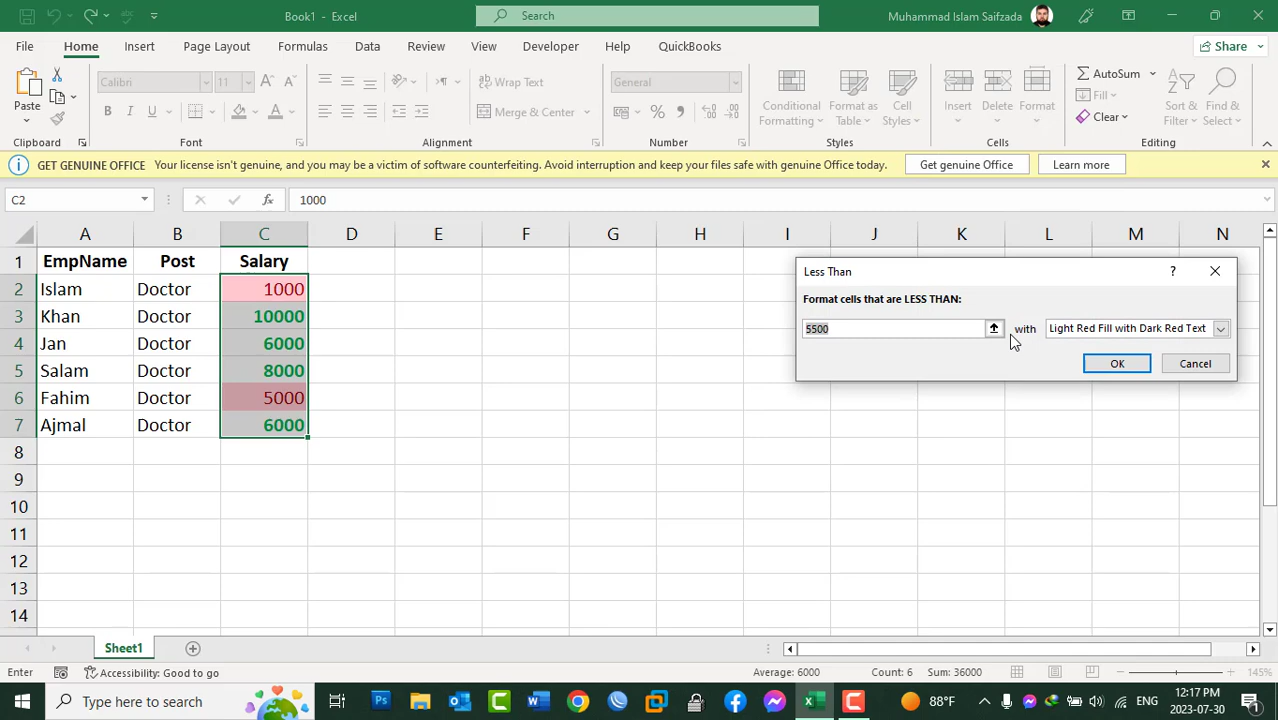 Book1 - Excel
Search
Muhammad Islam Saifzada
File Home Insert Page Layout Formulas Data Review View Developer Help QuickBooks Share
Paste
Calibri 11
B I U
Wrap Text
Merge & Center
General
Conditional Formatting
Format as Table
Cell Styles
Insert Delete Format
AutoSum
Fill
Clear
Sort & Filter
Find & Select
Clipboard Font Alignment Number Styles Cells Editing
GET GENUINE OFFICE Your license isn't genuine, and you may be a victim of software counterfeiting. Avoid interruption and keep your files safe with genuine Office today. Get genuine Office Learn more
C2 fx 1000
A B C D E F G H I J K L M N
1 EmpName Post Salary
2 Islam Doctor 1000
3 Khan Doctor 10000
4 Jan Doctor 6000
5 Salam Doctor 8000
6 Fahim Doctor 5000
7 Ajmal Doctor 6000
8
9
10
11
12
13
14
Less Than ?
Format cells that are LESS THAN:
5500 with Light Red Fill with Dark Red Text
OK Cancel
Sheet1
Enter Accessibility: Good to go Average: 6000 Count: 6 Sum: 36000 145%
Type here to search
88°F ENG
12:17 PM
2023-07-30
1